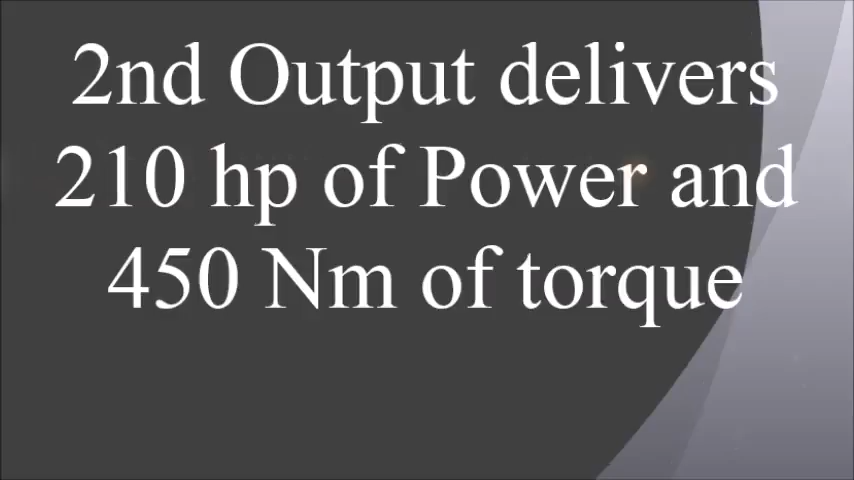 2nd Output delivers
210 hp of Power and
450 Nm of torque